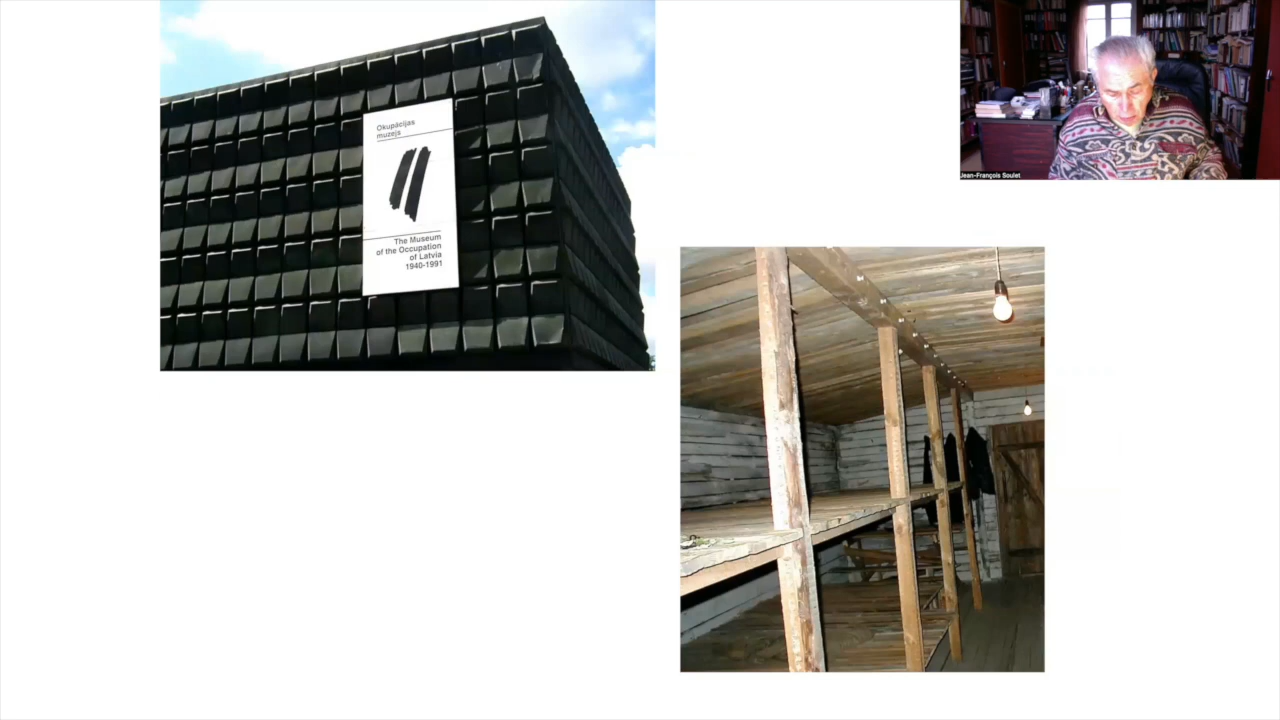 Okupācijas
muzejs
The Museum
of the Occupation
of Latvia
1940-1991
Jean-François Soulet